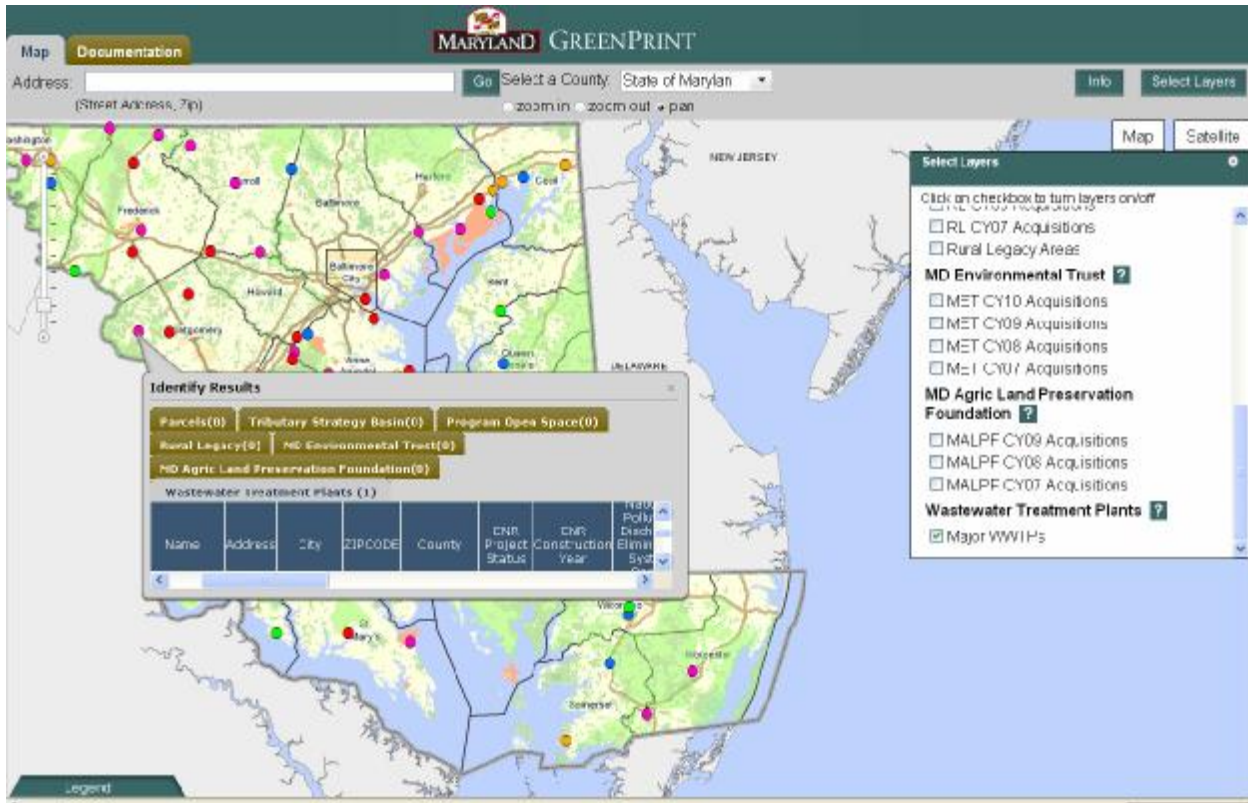 MARYLAND GREENPRINT
Map Documentation
Address: Go Select a County: State of Marylan Info Select Layers
(Street Address, Zip) zoom in zoom out pan
Map Satellite
Select Layers
Click on checkbox to turn layers on/off
RL CY07 Acquisitions
Rural Legacy Areas
MD Environmental Trust ?
MET CY10 Acquisitions
MET CY09 Acquisitions
MET CY08 Acquisitions
MET CY07 Acquisitions
MD Agric Land Preservation
Foundation ?
MALPF CY09 Acquisitions
MALPF CY08 Acquisitions
MALPF CY07 Acquisitions
Wastewater Treatment Plants ?
Major WWTPs
NEW JERSEY
DELAWARE
Frederick
Carroll
Baltimore
Harford
Cecil
Baltimore
City
Howard
Kent
Montgomery
Anne
Arundel
Queen
Identify Results
Parcels(0) Tributary Strategy Basin(0) Program Open Space(0)
Rural Legacy(0) MD Environmental Trust(0)
MD Agric Land Preservation Foundation(0)
Wastewater Treatment Plants (1)
Name Address City ZIPCODE County ENR Project Status ENR Construction Year
St.
Mary's
Worcester
Somerset
Legend